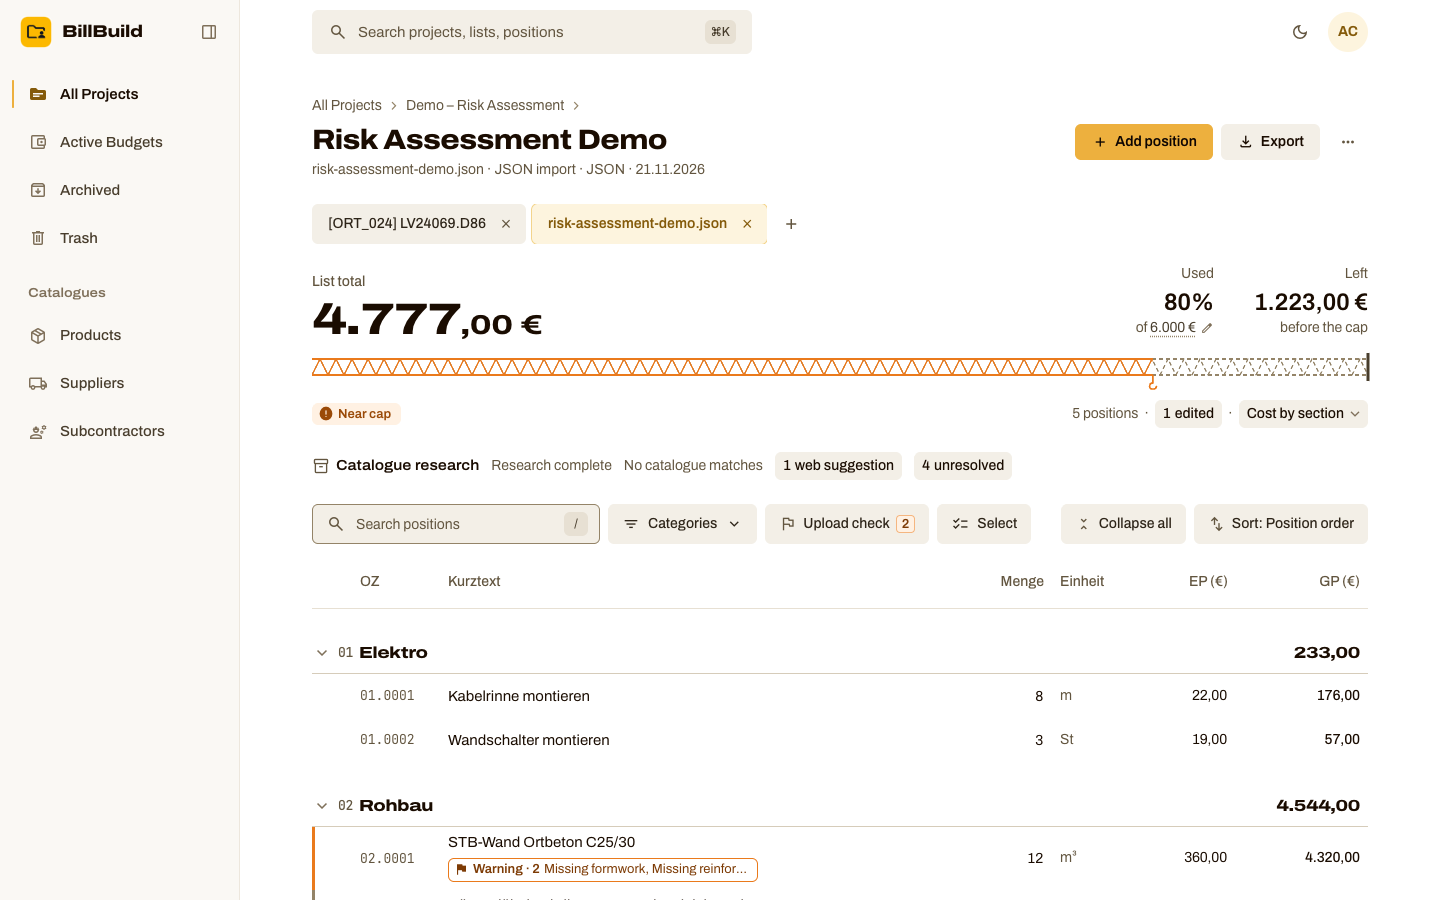 BillBuild
Search projects, lists, positions ⌘K
AC
All Projects
Active Budgets
Archived
Trash
Catalogues
Products
Suppliers
Subcontractors
All Projects > Demo – Risk Assessment >
Risk Assessment Demo
risk-assessment-demo.json · JSON import · JSON · 21.11.2026
Add position
Export
[ORT_024] LV24069.D86
risk-assessment-demo.json
List total
4.777,00 €
Used
80%
of 6.000 €
Left
1.223,00 €
before the cap
Near cap
5 positions · 1 edited · Cost by section
Catalogue research Research complete No catalogue matches 1 web suggestion 4 unresolved
Search positions /
Categories
Upload check 2
Select
Collapse all
Sort: Position order
OZ Kurztext Menge Einheit EP (€) GP (€)
01 Elektro 233,00
01.0001 Kabelrinne montieren 8 m 22,00 176,00
01.0002 Wandschalter montieren 3 St 19,00 57,00
02 Rohbau 4.544,00
02.0001 STB-Wand Ortbeton C25/30 12 m³ 360,00 4.320,00
Warning · 2 Missing formwork, Missing reinfor...